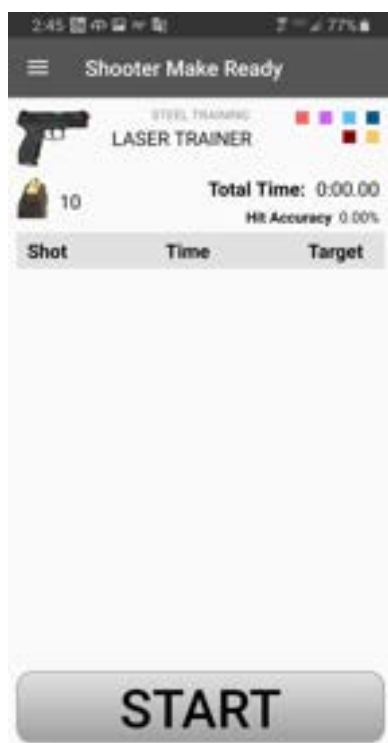 2:45 77%
Shooter Make Ready
STEEL TRAINING
LASER TRAINER
10
Total Time: 0:00.00
Hit Accuracy 0.00%
Shot Time Target
START